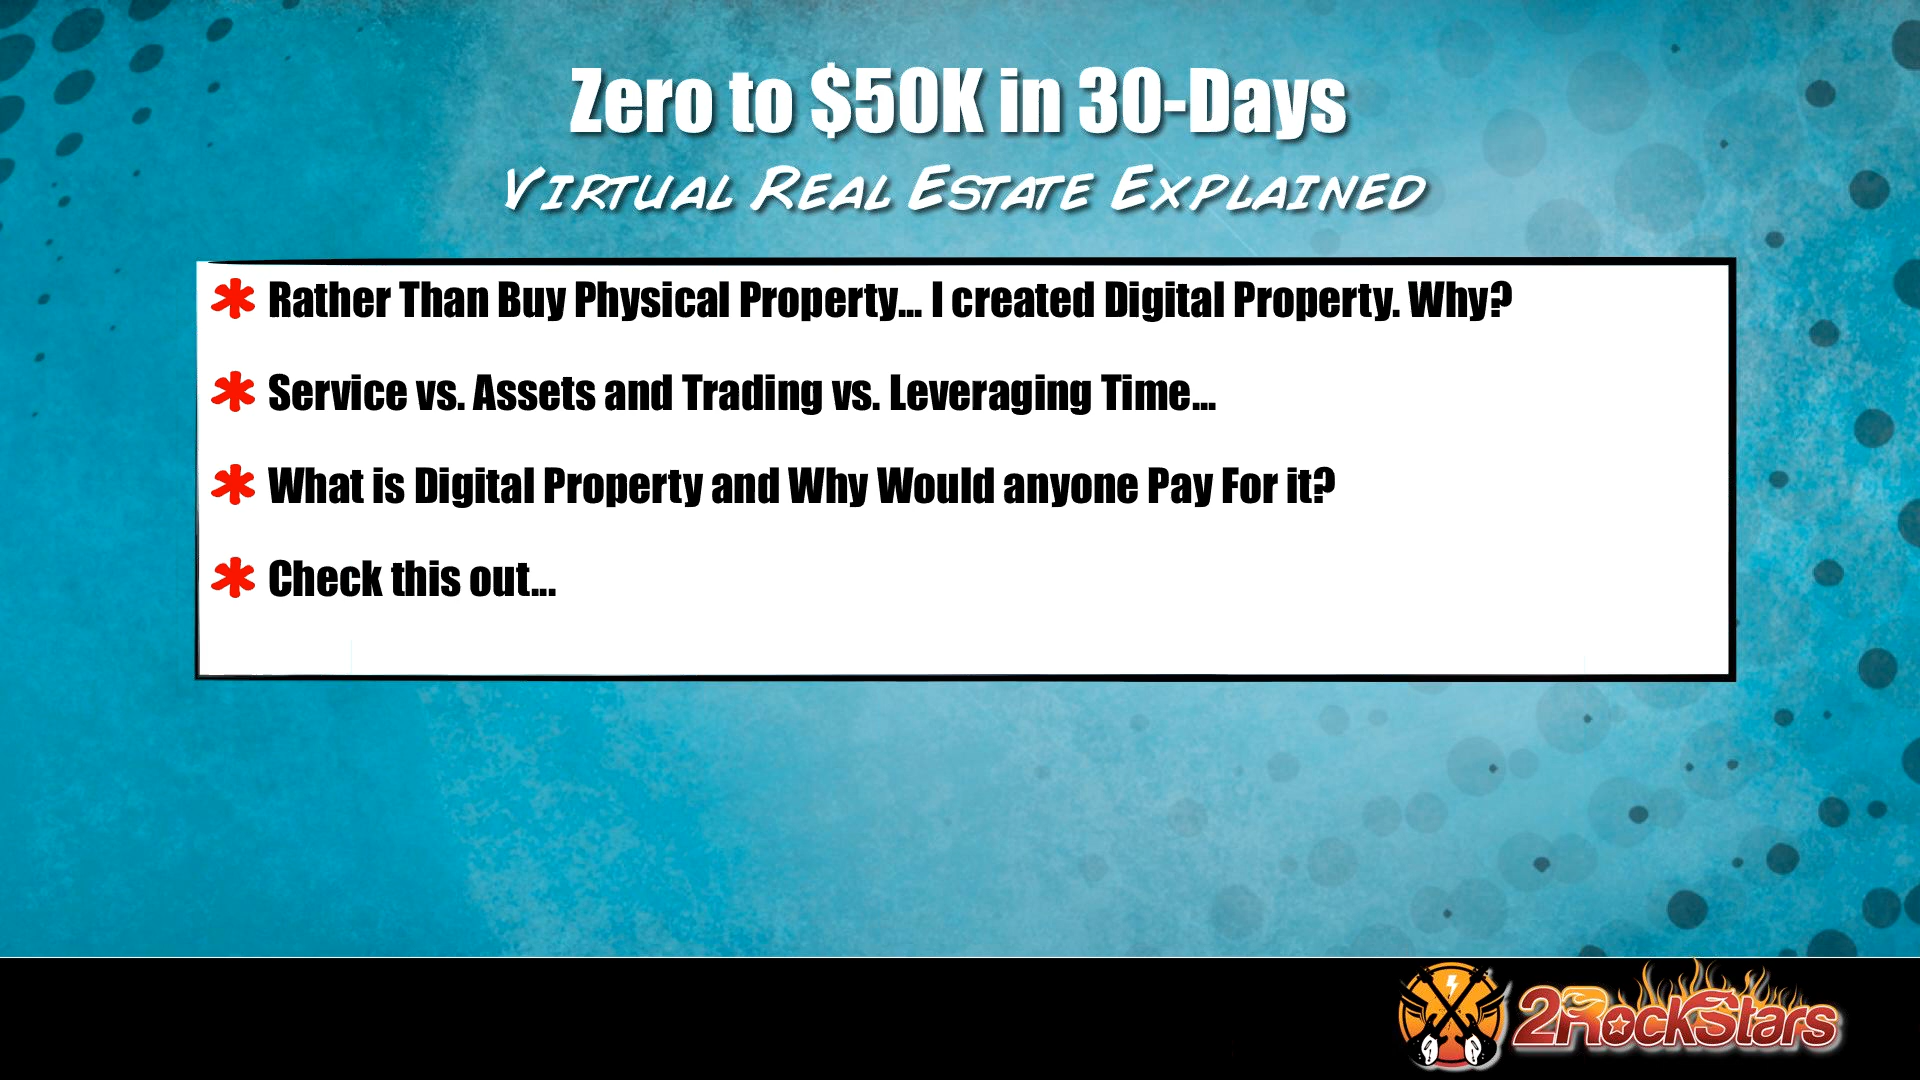 Zero to $50K in 30-Days
Virtual Real Estate Explained
* Rather Than Buy Physical Property... I created Digital Property. Why?
* Service vs. Assets and Trading vs. Leveraging Time...
* What is Digital Property and Why Would anyone Pay For it?
* Check this out...
2RockStars